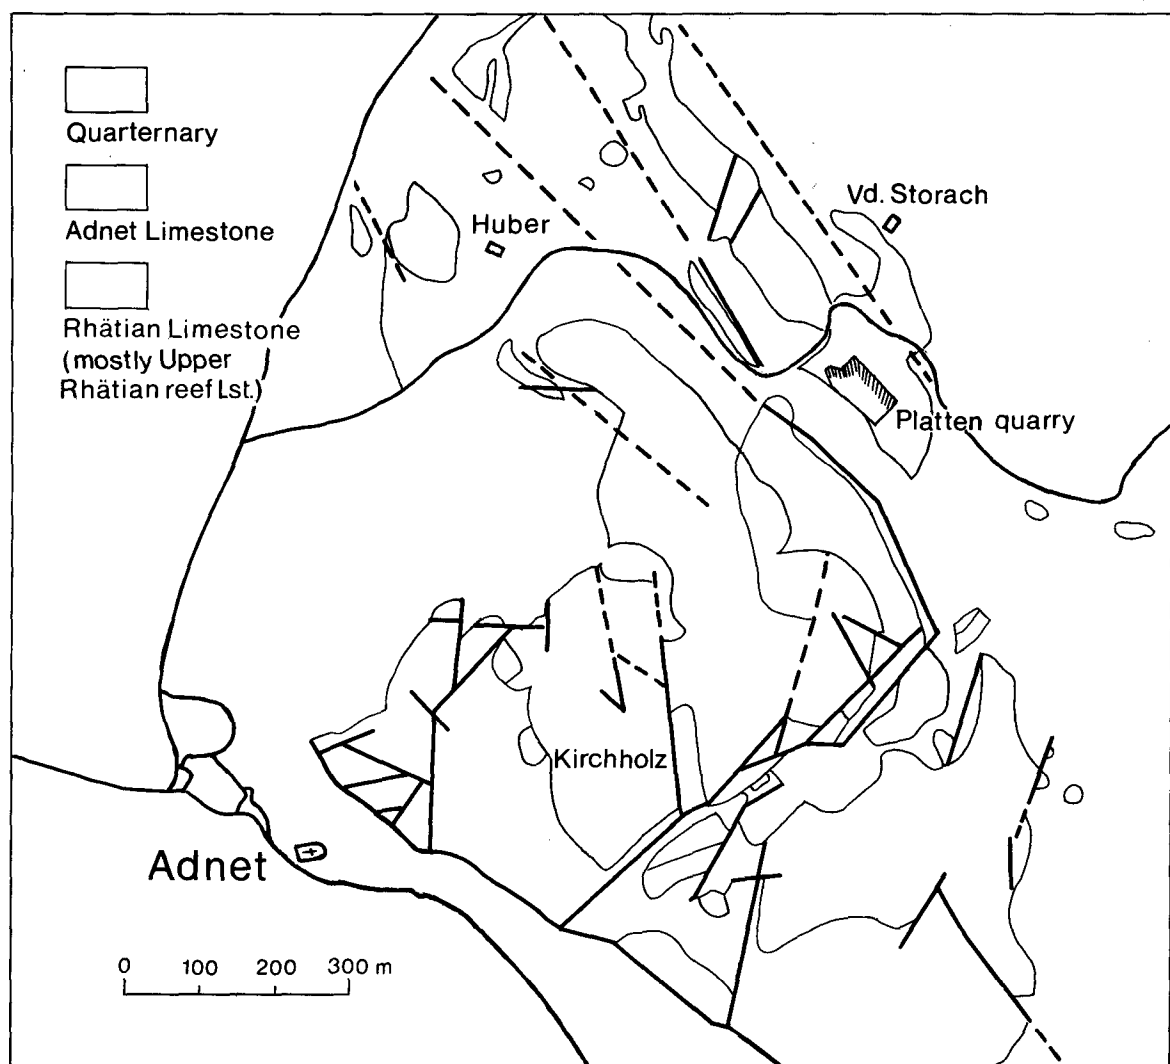 Quarternary
Adnet Limestone
Rhätian Limestone
(mostly Upper
Rhätian reef Lst.)
Huber
Vd. Storach
Platten quarry
Kirchholz
Adnet
0 100 200 300 m